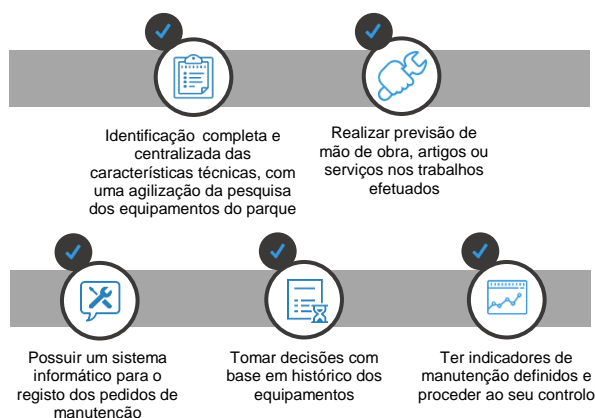 Identificação completa e
centralizada das
características técnicas, com
uma agilização da pesquisa
dos equipamentos do parque
Realizar previsão de
mão de obra, artigos ou
serviços nos trabalhos
efetuados
Possuir um sistema
informático para o
registo dos pedidos de
manutenção
Tomar decisões com
base em histórico dos
equipamentos
Ter indicadores de
manutenção definidos e
proceder ao seu controlo